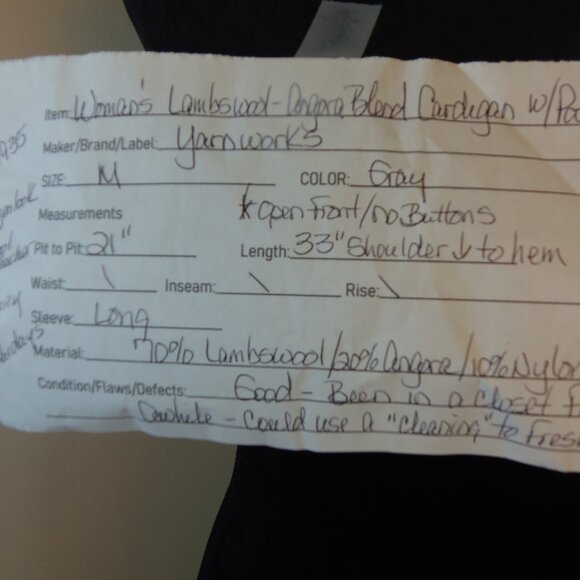 Item: Woman's Lambswool-Angora Blend Cardigan w/
Maker/Brand/Label: Yarnworks
SIZE: M COLOR: Gray
Measurements *open Front/no Buttons
Pit to Pit: 21" Length: 33" Shoulder ↓ to hem
Waist: \ Inseam: \ Rise: \
Sleeve: Long
Material: 70% Lambswool/20% Angora/10% Nylon
Condition/Flaws/Defects: Good - Been in a closet
Awhile - Could use a "cleaning" to